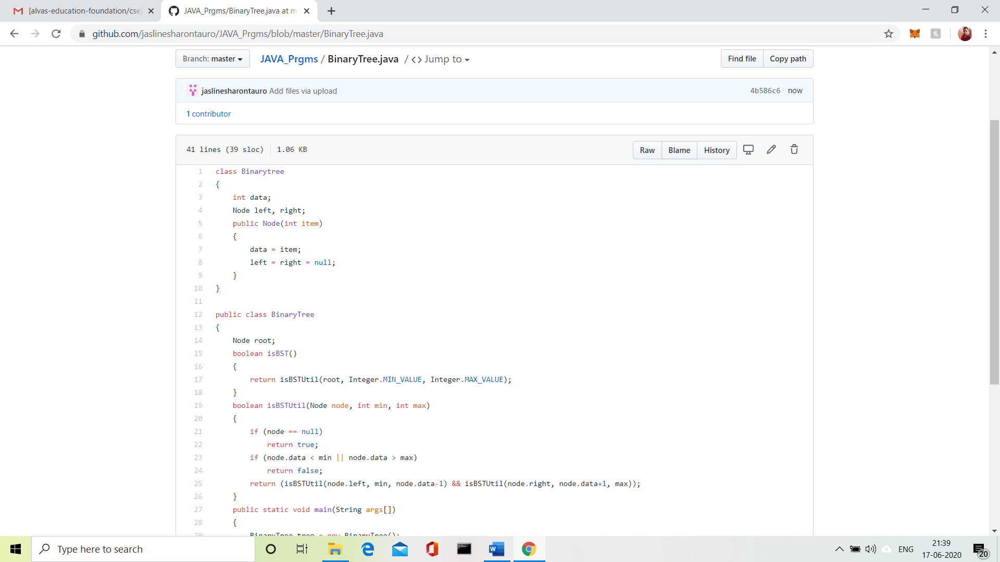 [alvas-education-foundation/cse]
JAVA_Prgms/BinaryTree.java at m
github.com/jaslinesharontauro/JAVA_Prgms/blob/master/BinaryTree.java
Branch: master
JAVA_Prgms / BinaryTree.java / <> Jump to
Find file
Copy path
jaslinesharontauro Add files via upload
4b586c6 now
1 contributor
41 lines (39 sloc) 1.06 KB
Raw
Blame
History
1 class Binarytree
2 {
3 int data;
4 Node left, right;
5 public Node(int item)
6 {
7 data = item;
8 left = right = null;
9 }
10 }
11
12 public class BinaryTree
13 {
14 Node root;
15 boolean isBST()
16 {
17 return isBSTUtil(root, Integer.MIN_VALUE, Integer.MAX_VALUE);
18 }
19 boolean isBSTUtil(Node node, int min, int max)
20 {
21 if (node == null)
22 return true;
23 if (node.data < min || node.data > max)
24 return false;
25 return (isBSTUtil(node.left, min, node.data-1) && isBSTUtil(node.right, node.data+1, max));
26 }
27 public static void main(String args[])
28 {
29 BinaryTree tree = new BinaryTree();
Type here to search
ENG
21:39
17-06-2020
20